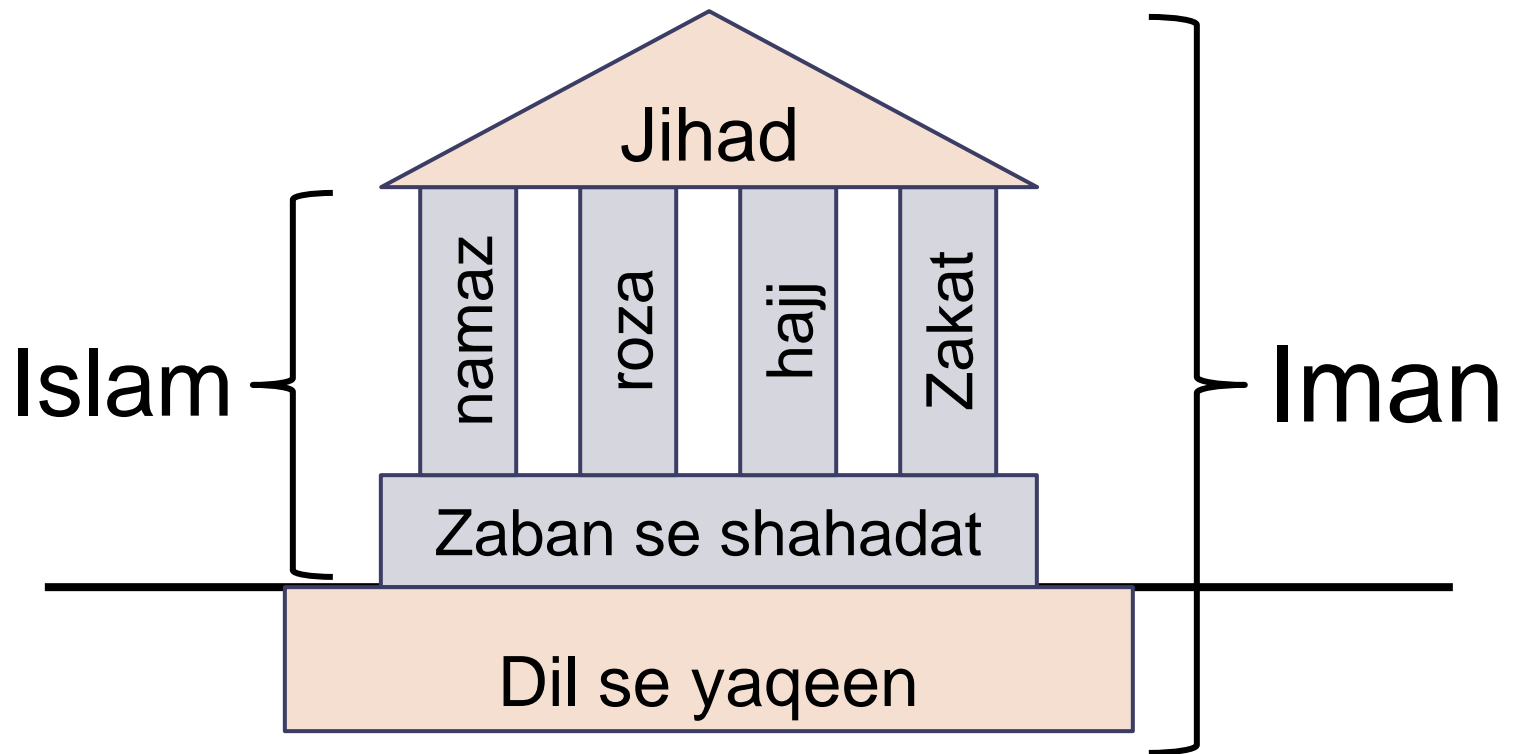 Jihad
namaz
roza
hajj
Zakat
Islam
Iman
Zaban se shahadat
Dil se yaqeen